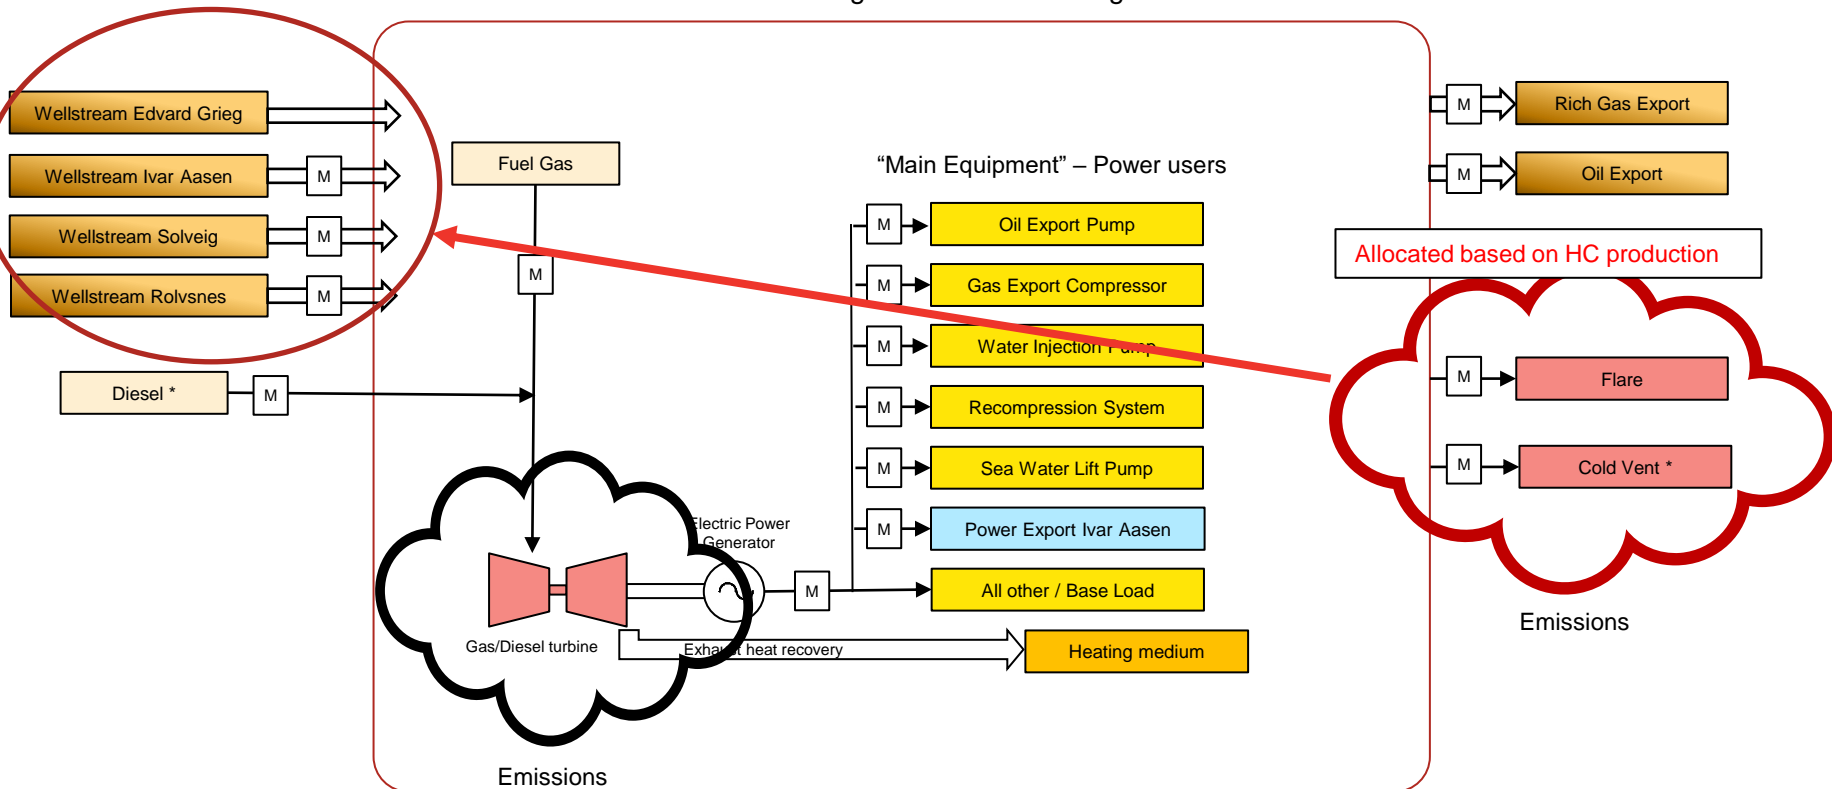 Wellstream Edvard Grieg
Wellstream Ivar Aasen
M
Wellstream Solveig
M
Wellstream Rolvsnes
M
Diesel *
M
Fuel Gas
M
“Main Equipment” – Power users
M
Oil Export Pump
M
Gas Export Compressor
M
Water Injection Pump
M
Recompression System
M
Sea Water Lift Pump
M
Power Export Ivar Aasen
Electric Power
Generator
M
All other / Base Load
Gas/Diesel turbine
Exhaust heat recovery
Heating medium
Emissions
M
Rich Gas Export
M
Oil Export
Allocated based on HC production
M
Flare
M
Cold Vent *
Emissions